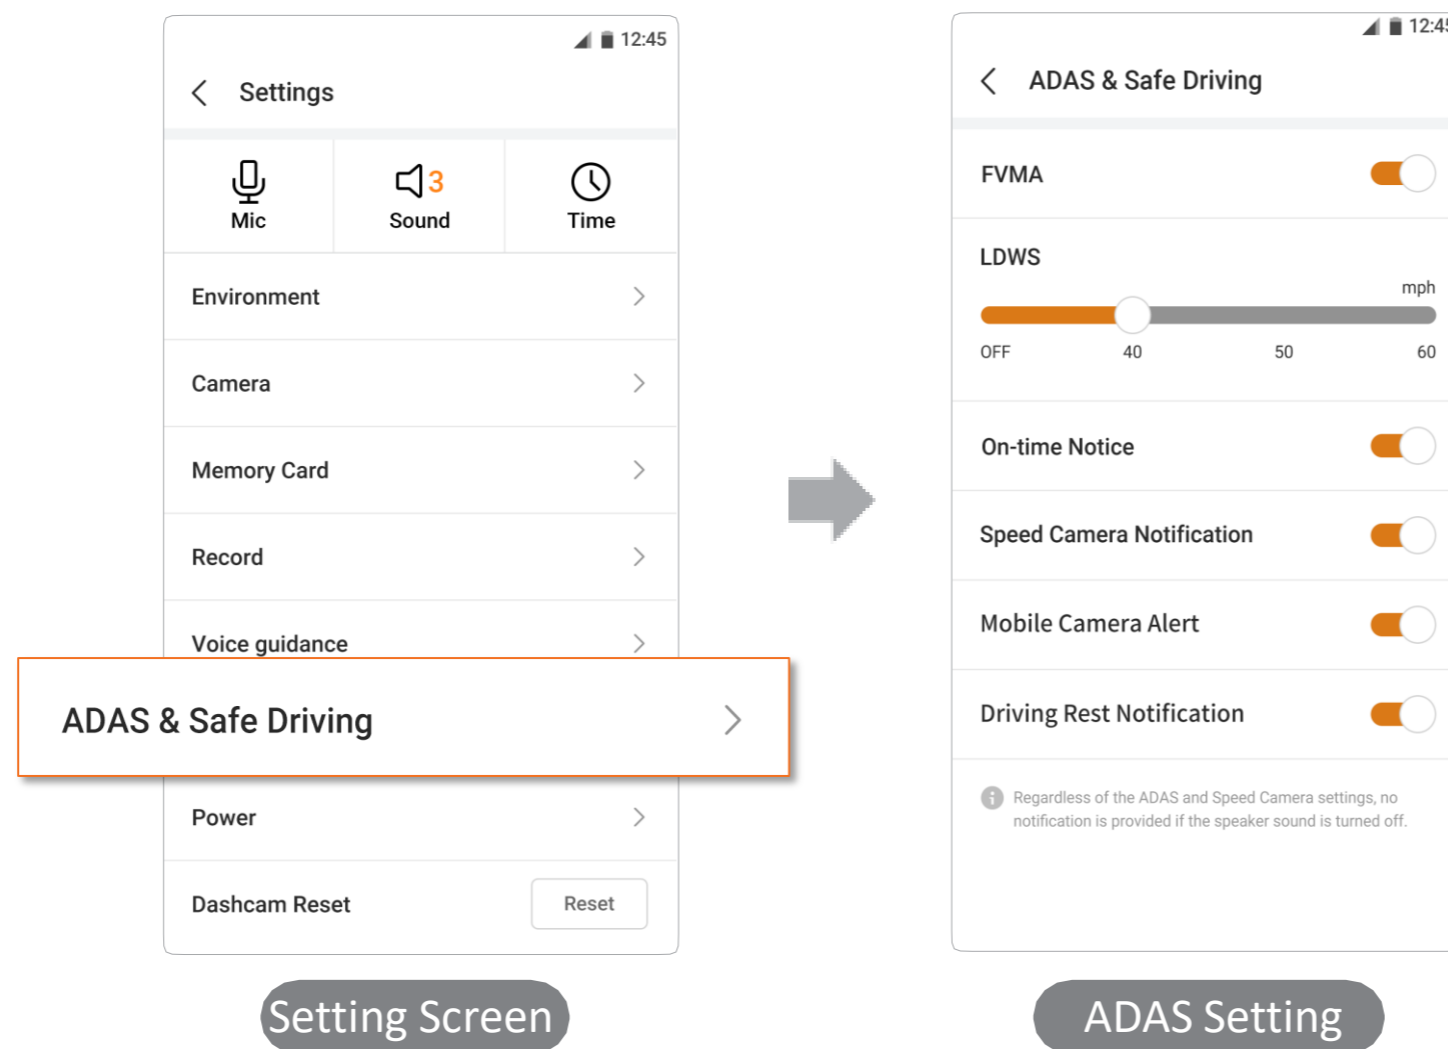 12:45
Settings
3
Mic
Sound
Time
Environment
Camera
Memory Card
Record
Voice guidance
ADAS & Safe Driving
Power
Dashcam Reset
Reset
Setting Screen
12:45
ADAS & Safe Driving
FVMA
LDWS
mph
OFF 40 50 60
On-time Notice
Speed Camera Notification
Mobile Camera Alert
Driving Rest Notification
Regardless of the ADAS and Speed Camera settings, no
notification is provided if the speaker sound is turned off.
ADAS Setting